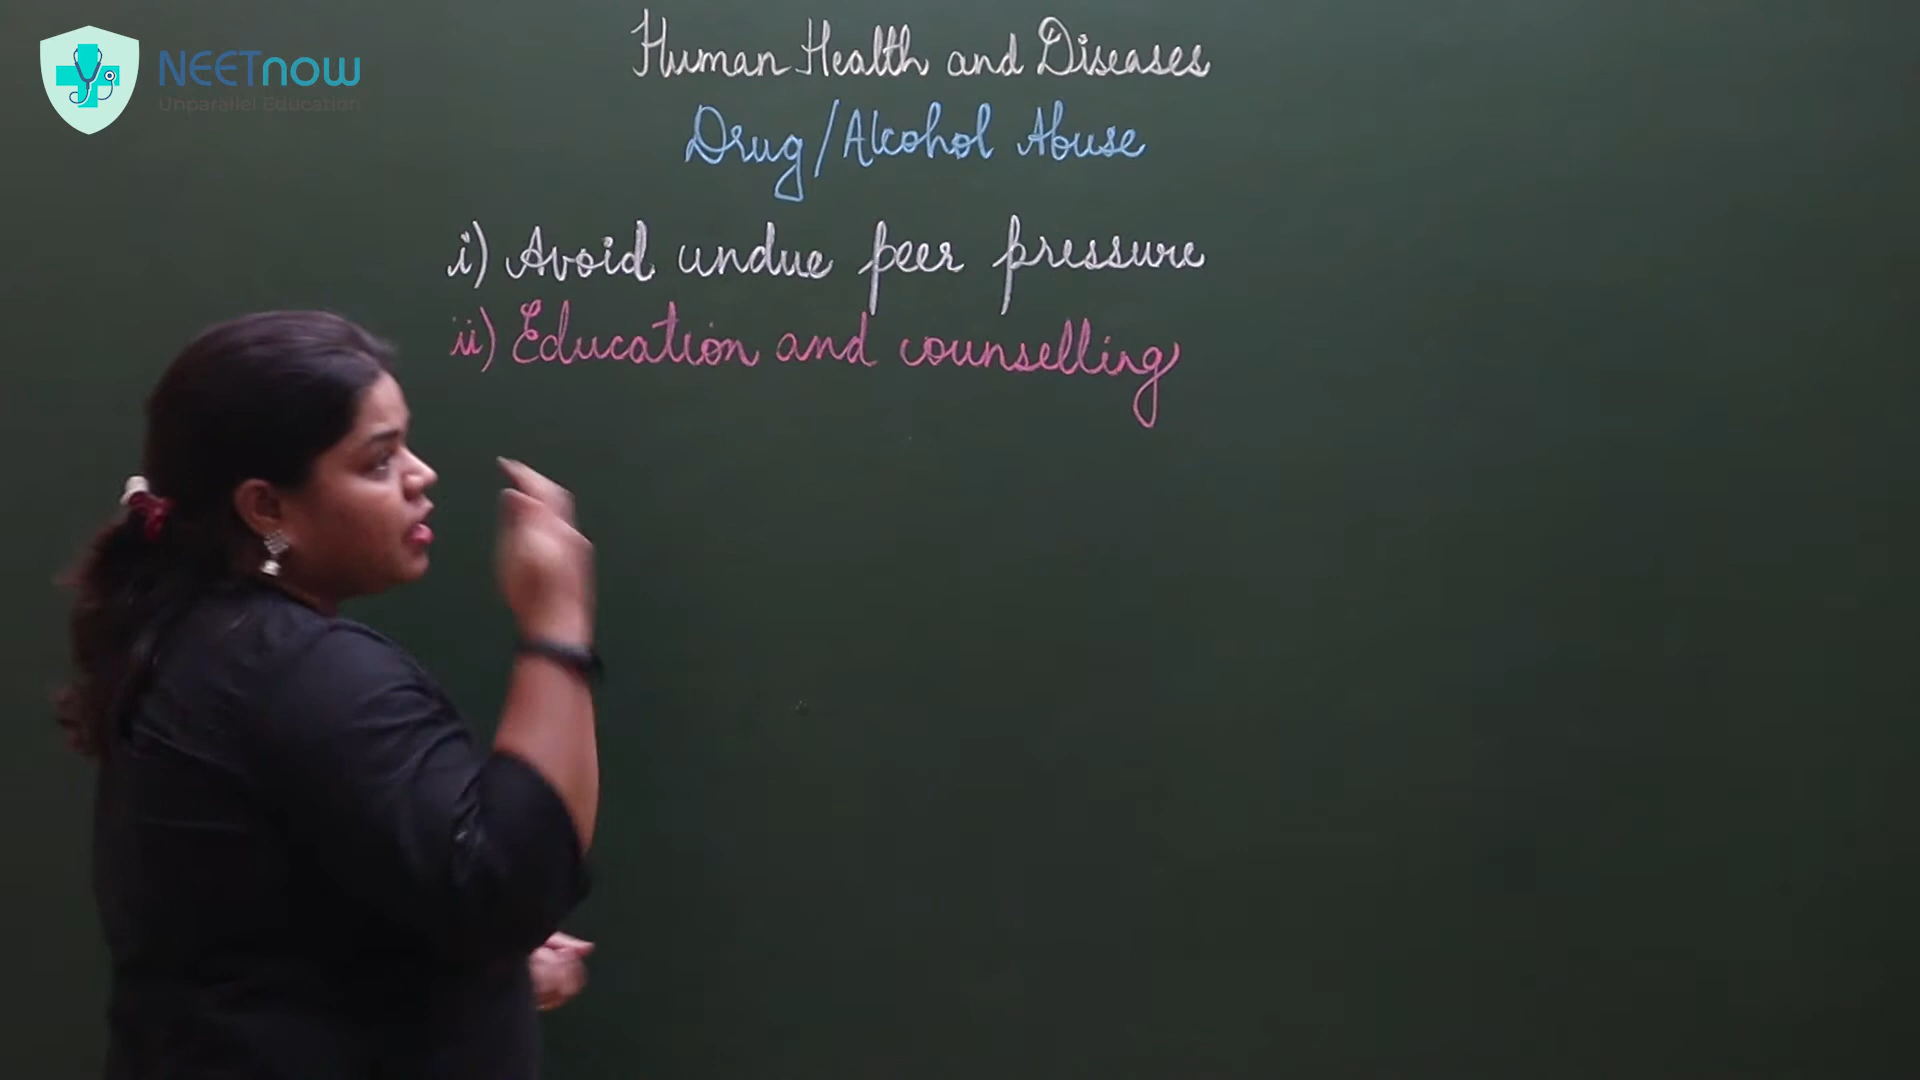 NEETnow
Unparallel Education
Human Health and Diseases
Drug/Alcohol Abuse
i) Avoid undue peer pressure
ii) Education and counselling